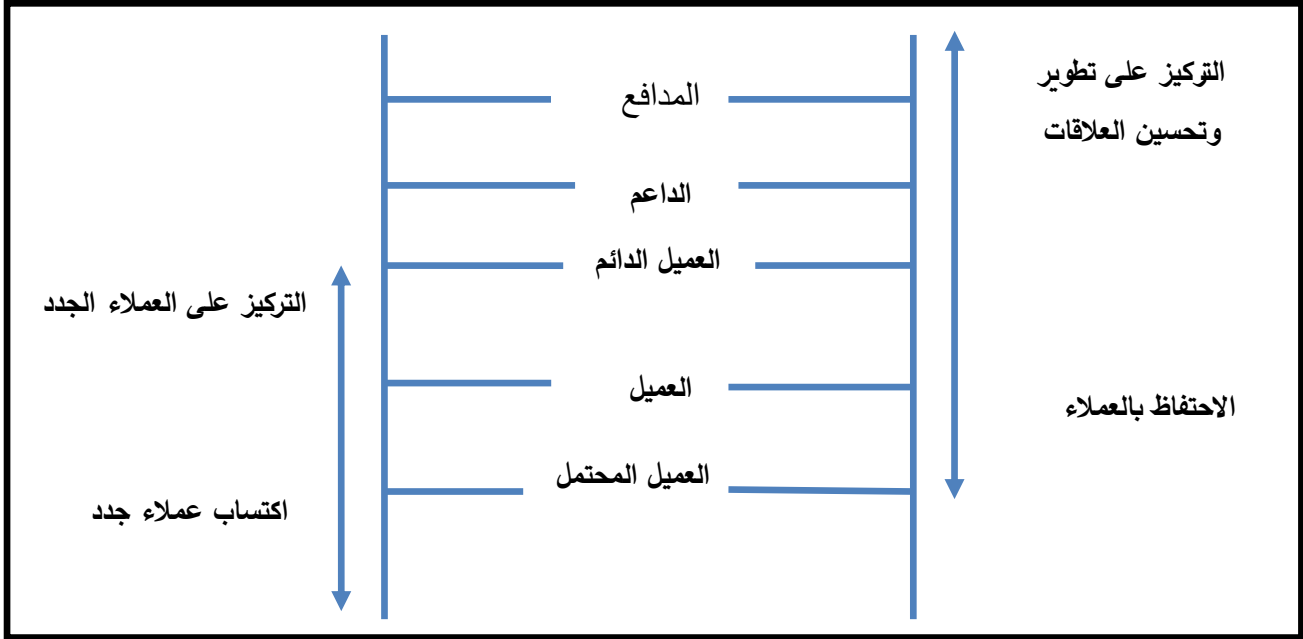 التركيز على تطوير
وتحسين العلاقات
المدافع
الداعم
العميل الدائم
التركيز على العملاء الجدد
العميل
الاحتفاظ بالعملاء
العميل المحتمل
اكتساب عملاء جدد